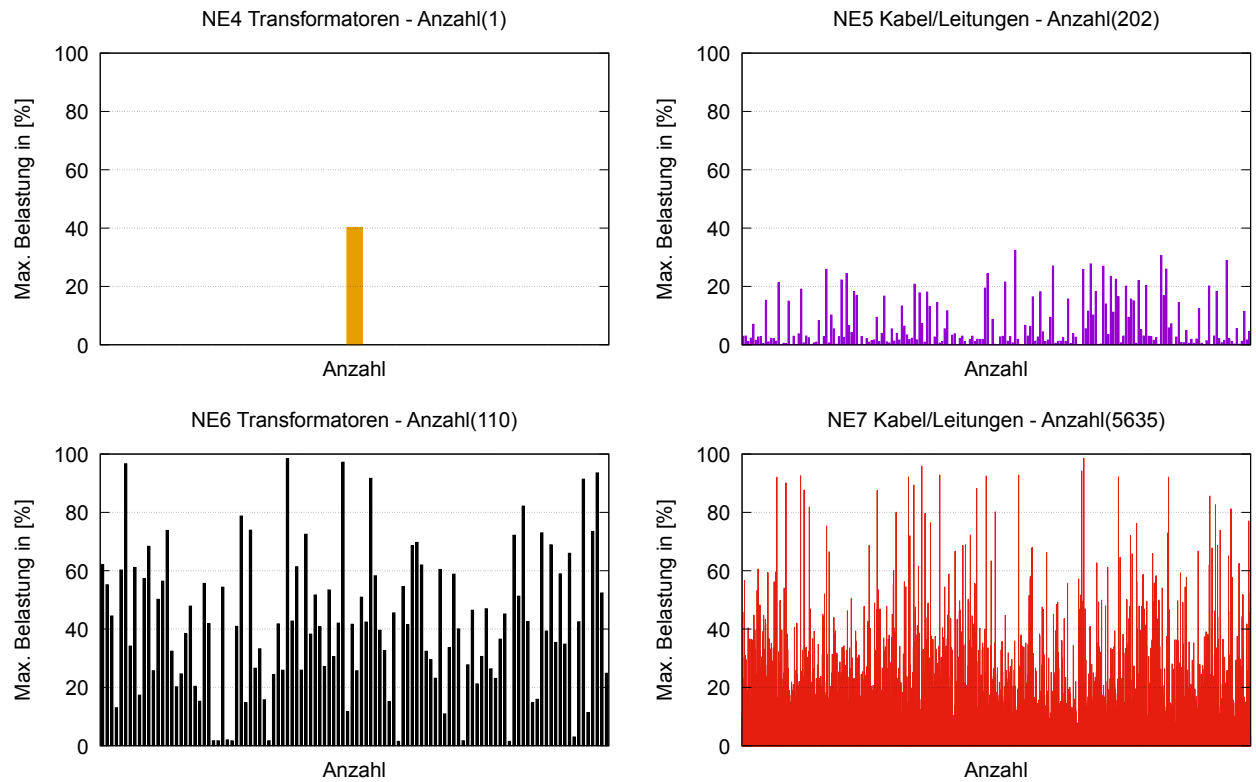 NE4 Transformatoren - Anzahl(1)
Max. Belastung in [%]
100
80
60
40
20
0
Anzahl
NE5 Kabel/Leitungen - Anzahl(202)
Max. Belastung in [%]
100
80
60
40
20
0
Anzahl
NE6 Transformatoren - Anzahl(110)
Max. Belastung in [%]
100
80
60
40
20
0
Anzahl
NE7 Kabel/Leitungen - Anzahl(5635)
Max. Belastung in [%]
100
80
60
40
20
0
Anzahl